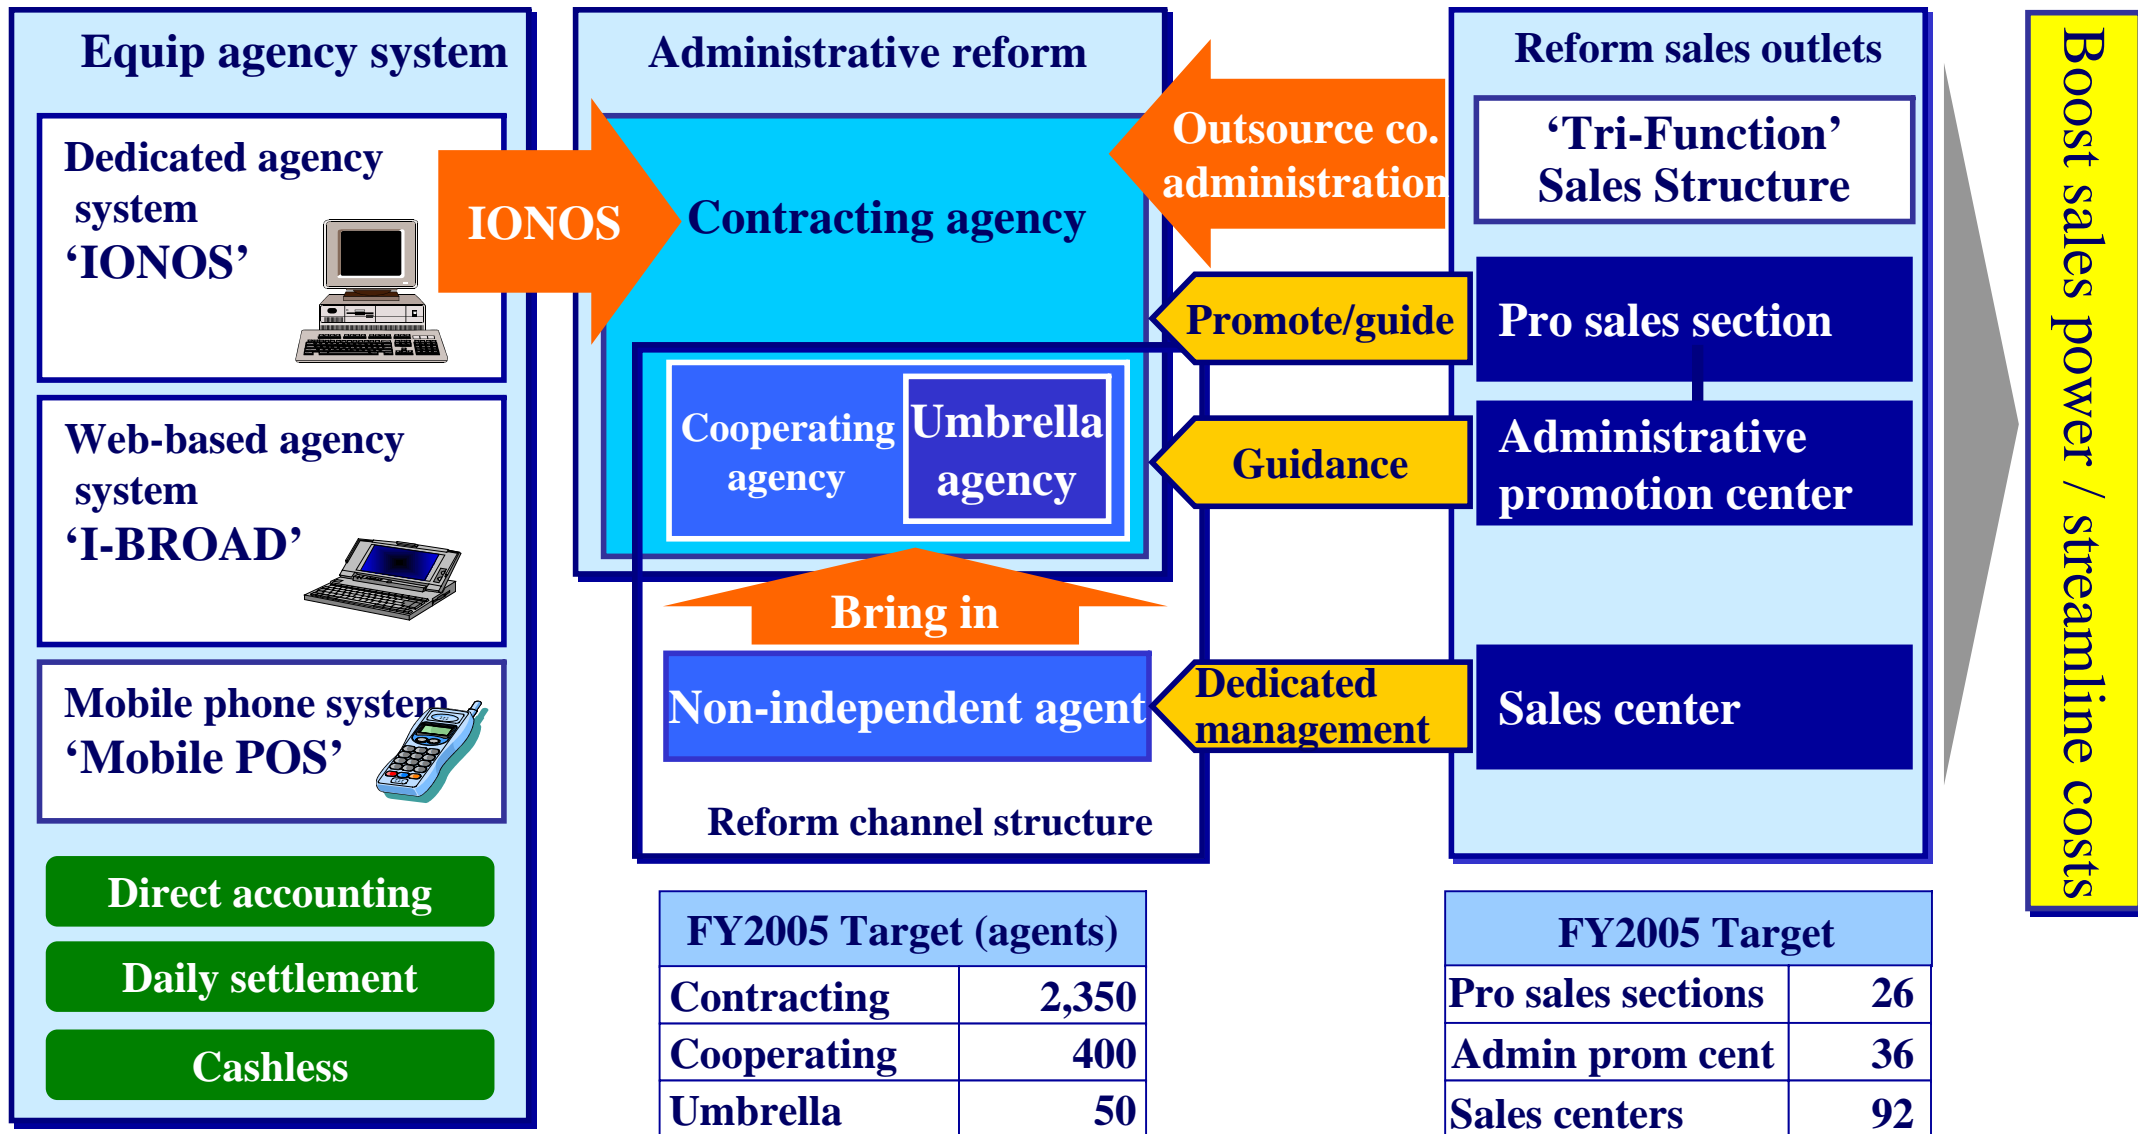 Equip agency system
Dedicated agency
system
‘IONOS’
Web-based agency
system
‘I-BROAD’
Mobile phone system
‘Mobile POS’
Direct accounting
Daily settlement
Cashless
IONOS
Administrative reform
Contracting agency
Cooperating
agency
Umbrella
agency
Bring in
Non-independent agent
Reform channel structure
Outsource co.
administration
Promote/guide
Guidance
Dedicated
management
Reform sales outlets
‘Tri-Function’
Sales Structure
Pro sales section
Administrative
promotion center
Sales center
Boost sales power / streamline costs
FY2005 Target (agents)
Contracting 2,350
Cooperating 400
Umbrella 50
FY2005 Target
Pro sales sections 26
Admin prom cent 36
Sales centers 92